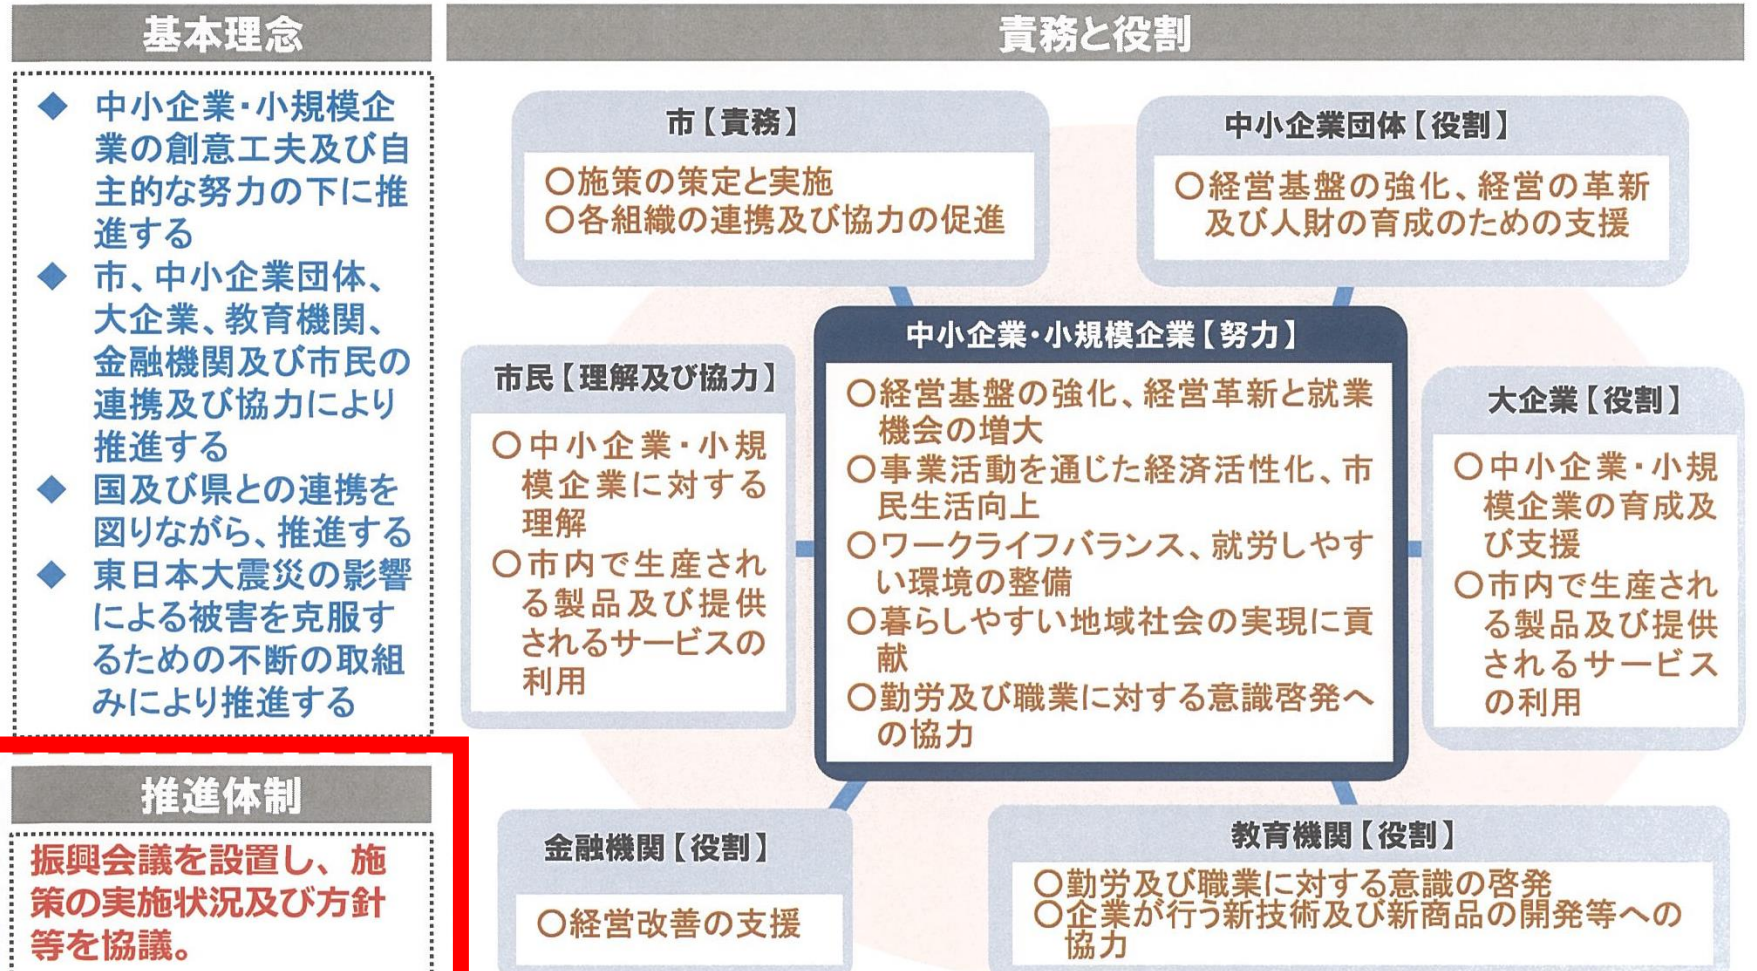 基本理念
◆ 中小企業・小規模企
業の創意工夫及び自
主的な努力の下に推
進する
◆ 市、中小企業団体、
大企業、教育機関、
金融機関及び市民の
連携及び協力により
推進する
◆ 国及び県との連携を
図りながら、推進する
◆ 東日本大震災の影響
による被害を克服す
るための不断の取組
みにより推進する
推進体制
振興会議を設置し、施
策の実施状況及び方針
等を協議。
責務と役割
市【責務】
○施策の策定と実施
○各組織の連携及び協力の促進
中小企業団体【役割】
○経営基盤の強化、経営の革新
及び人財の育成のための支援
市民【理解及び協力】
○中小企業・小規
模企業に対する
理解
○市内で生産され
る製品及び提供
されるサービスの
利用
中小企業・小規模企業【努力】
○経営基盤の強化、経営革新と就業
機会の増大
○事業活動を通じた経済活性化、市
民生活向上
○ワークライフバランス、就労しやす
い環境の整備
○暮らしやすい地域社会の実現に貢
献
○勤労及び職業に対する意識啓発へ
の協力
大企業【役割】
○中小企業・小規
模企業の育成及
び支援
○市内で生産され
る製品及び提供
されるサービス
の利用
金融機関【役割】
○経営改善の支援
教育機関【役割】
○勤労及び職業に対する意識の啓発
○企業が行う新技術及び新商品の開発等への
協力